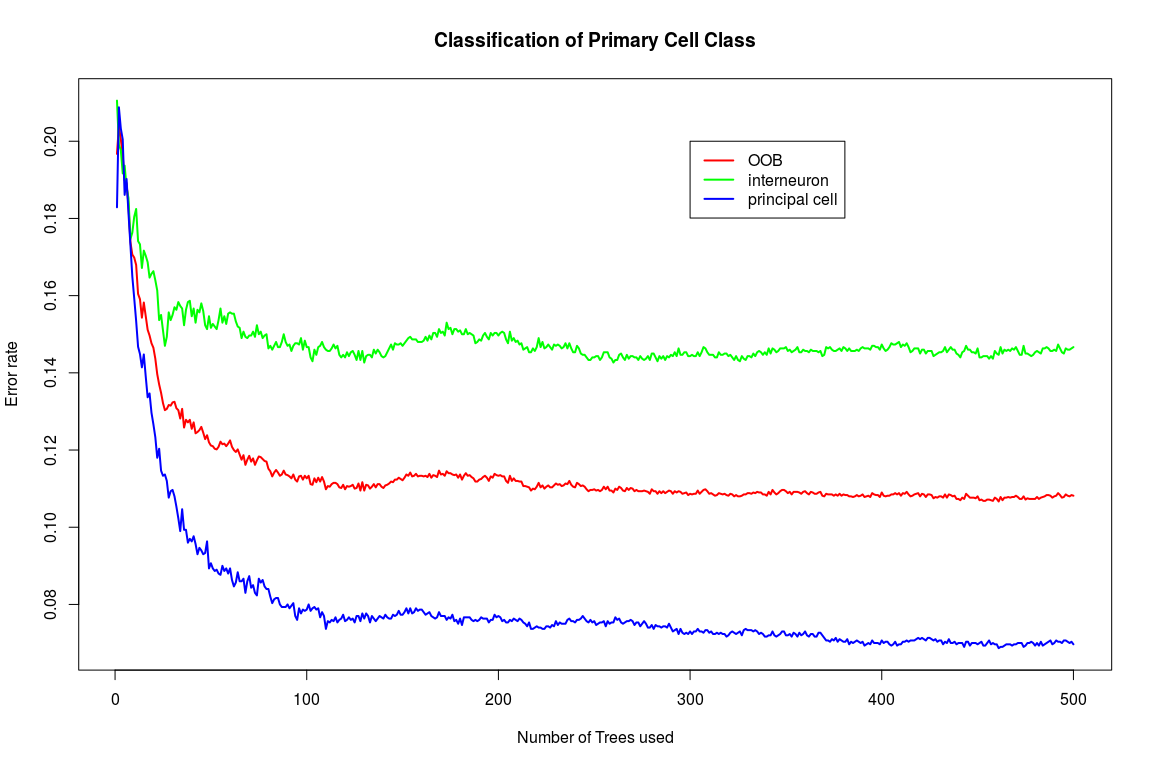 Classification of Primary Cell Class
Error rate
0.20
0.18
0.16
0.14
0.12
0.10
0.08
OOB
interneuron
principal cell
0
100
200
300
400
500
Number of Trees used